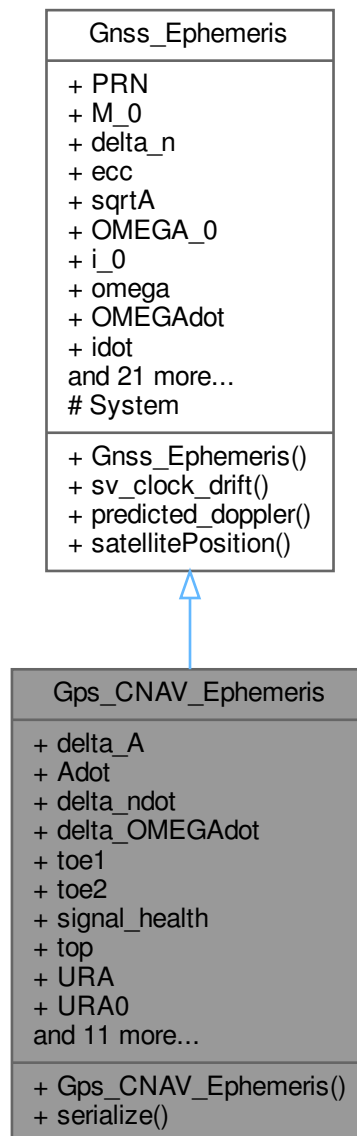 Gnss_Ephemeris
+ PRN
+ M_0
+ delta_n
+ ecc
+ sqrtA
+ OMEGA_0
+ i_0
+ omega
+ OMEGAdot
+ idot
and 21 more...
# System
+ Gnss_Ephemeris()
+ sv_clock_drift()
+ predicted_doppler()
+ satellitePosition()
Gps_CNAV_Ephemeris
+ delta_A
+ Adot
+ delta_ndot
+ delta_OMEGAdot
+ toe1
+ toe2
+ signal_health
+ top
+ URA
+ URA0
and 11 more...
+ Gps_CNAV_Ephemeris()
+ serialize()